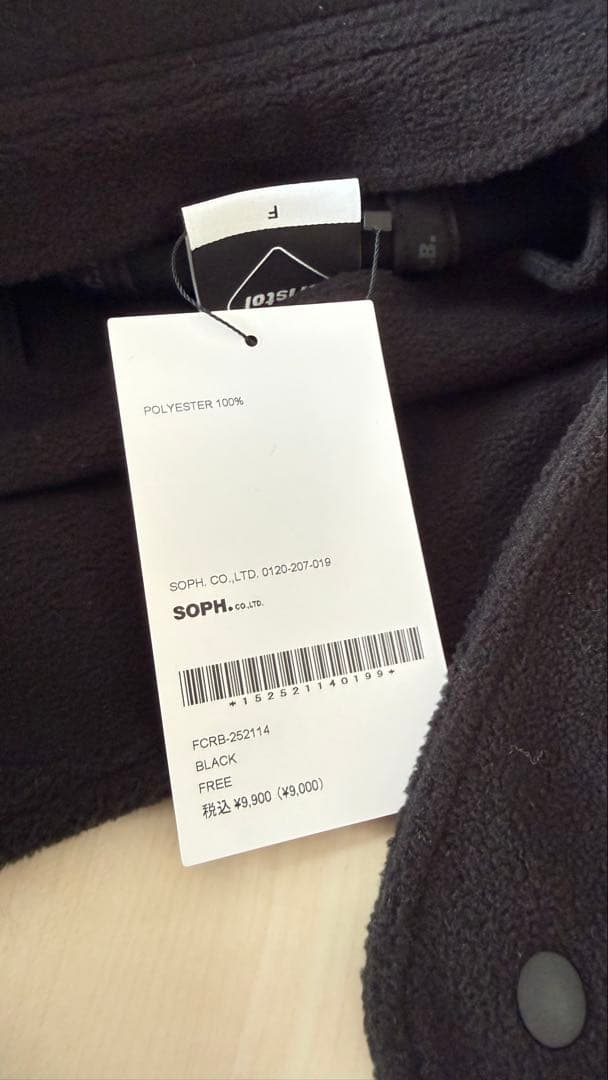 F
B.
POLYESTER 100%
SOPH. CO.,LTD. 0120-207-019
SOPH. CO.,LTD.
*152521140199*
FCRB-252114
BLACK
FREE
税込 ¥9,900 (¥9,000)